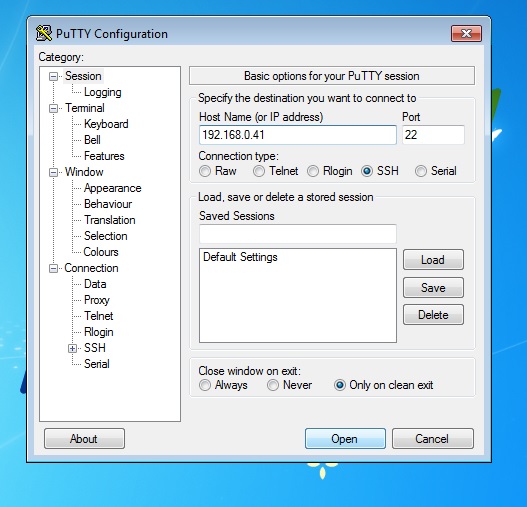 PuTTY Configuration
Category:
Session
Logging
Terminal
Keyboard
Bell
Features
Window
Appearance
Behaviour
Translation
Selection
Colours
Connection
Data
Proxy
Telnet
Rlogin
SSH
Serial
Basic options for your PuTTY session
Specify the destination you want to connect to
Host Name (or IP address) Port
192.168.0.41 22
Connection type:
Raw Telnet Rlogin SSH Serial
Load, save or delete a stored session
Saved Sessions
Default Settings
Load
Save
Delete
Close window on exit:
Always Never Only on clean exit
About Open Cancel